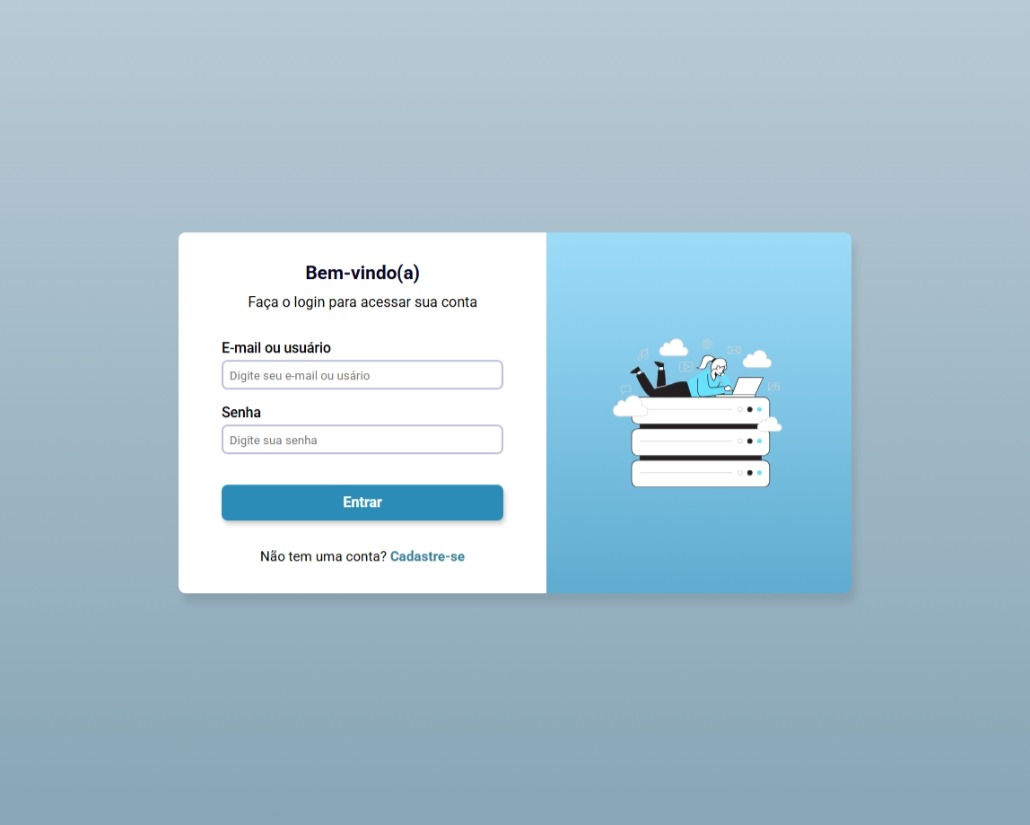 Bem-vindo(a)
Faça o login para acessar sua conta
E-mail ou usuário
Digite seu e-mail ou usário
Senha
Digite sua senha
Entrar
Não tem uma conta? Cadastre-se